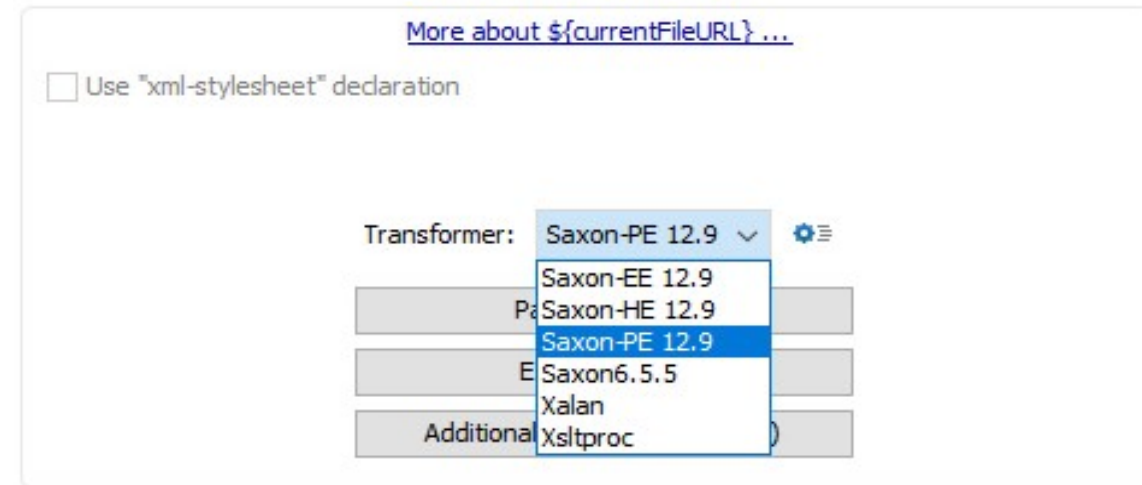 More about ${currentFileURL} ...
Use "xml-stylesheet" declaration
Transformer: Saxon-PE 12.9
Saxon-EE 12.9
Saxon-HE 12.9
Saxon-PE 12.9
Saxon6.5.5
Xalan
Additional
Xsltproc
)